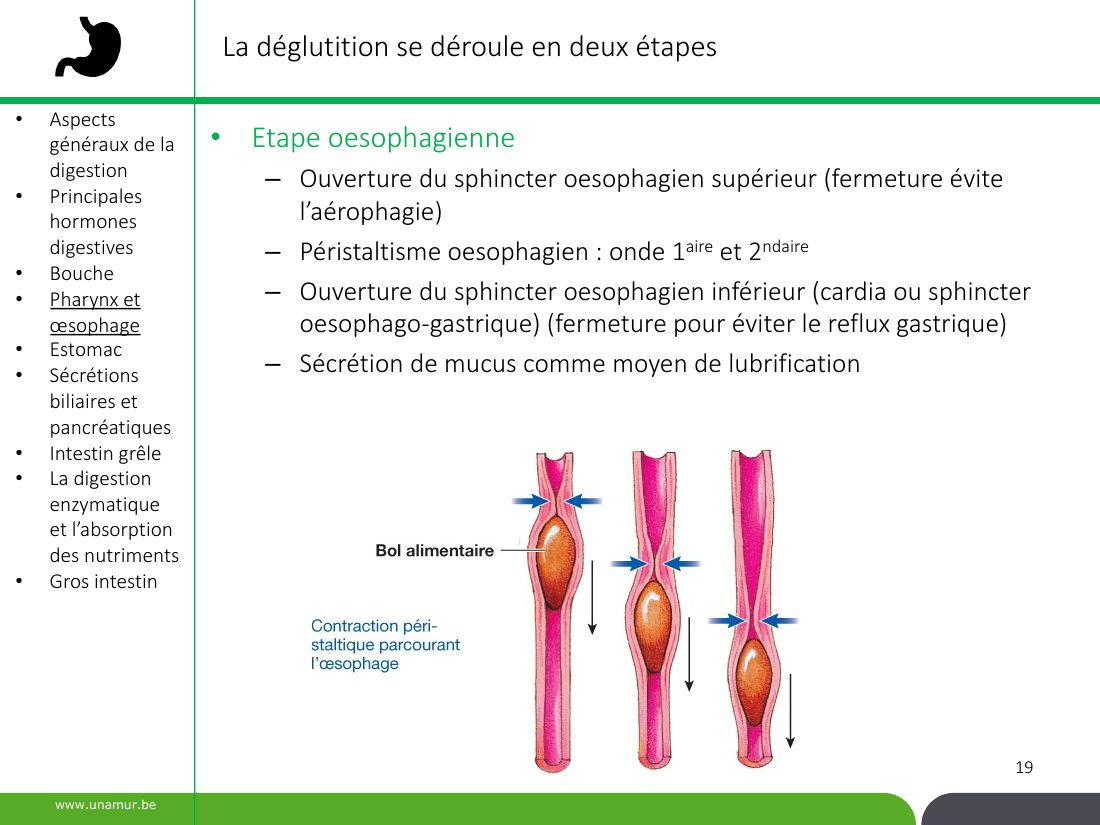 La déglutition se déroule en deux étapes
• Aspects
généraux de la
digestion
• Principales
hormones
digestives
• Bouche
• Pharynx et
œsophage
• Estomac
• Sécrétions
biliaires et
pancréatiques
• Intestin grêle
• La digestion
enzymatique
et l’absorption
des nutriments
• Gros intestin
• Etape oesophagienne
– Ouverture du sphincter oesophagien supérieur (fermeture évite
l’aérophagie)
– Péristaltisme oesophagien : onde 1aire et 2ndaire
– Ouverture du sphincter oesophagien inférieur (cardia ou sphincter
oesophago-gastrique) (fermeture pour éviter le reflux gastrique)
– Sécrétion de mucus comme moyen de lubrification
Bol alimentaire
Contraction péri-
staltique parcourant
l’œsophage
19
www.unamur.be